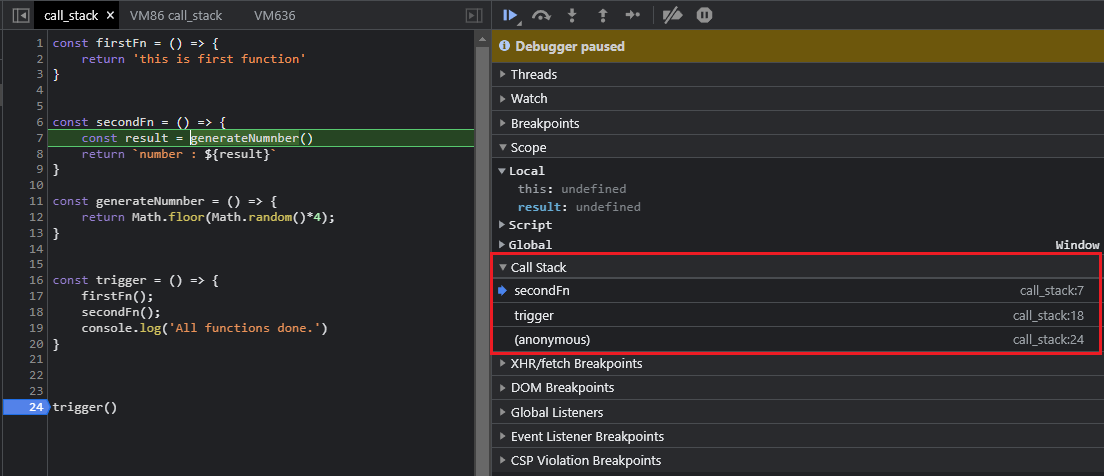 call_stack × VM86 call_stack VM636
1 const firstFn = () => {
2 return 'this is first function'
3 }
4
5
6 const secondFn = () => {
7 const result = generateNumnber()
8 return `number : ${result}`
9 }
10
11 const generateNumnber = () => {
12 return Math.floor(Math.random()*4);
13 }
14
15
16 const trigger = () => {
17 firstFn();
18 secondFn();
19 console.log('All functions done.')
20 }
21
22
23
24 trigger()
Debugger paused
Threads
Watch
Breakpoints
Scope
Local
this: undefined
result: undefined
Script
Global Window
Call Stack
secondFn call_stack:7
trigger call_stack:18
(anonymous) call_stack:24
XHR/fetch Breakpoints
DOM Breakpoints
Global Listeners
Event Listener Breakpoints
CSP Violation Breakpoints